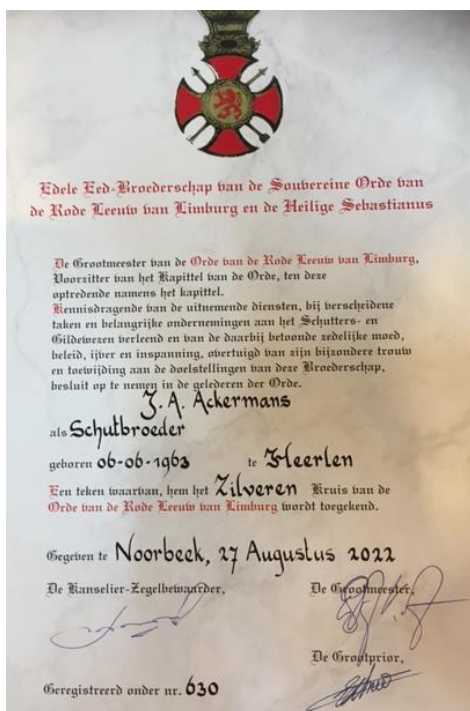 Edele Eed-Broederschap van de Souvereine Orde van
de Rode Leeuw van Limburg en de Heilige Sebastianus
De Grootmeester van de Orde van de Rode Leeuw van Limburg,
Voorzitter van het Kapittel van de Orde, ten deze
optredende namens het kapittel.
Kennisdragende van de uitnemende diensten, bij verscheidene
taken en belangrijke ondernemingen aan het Schutters- en
Gildewezen verleend en van de daarbij betoonde zedelijke moed,
beleid, ijver en inspanning, overtuigd van zijn bijzondere trouw
en toewijding aan de doelstellingen van deze Broederschap,
besluit op te nemen in de gelederen der Orde.
J. A. Ackermans
als Schutbroeder
geboren 06-06-1963 te Heerlen
Een teken waarvan, hem het Zilveren Kruis van de
Orde van de Rode Leeuw van Limburg wordt toegekend.
Gegeven te Noorbeek, 27 Augustus 2022
De Kanselier-Zegelbewaarder, De Grootmeester,
De Grootprior,
Geregistreerd onder nr. 630